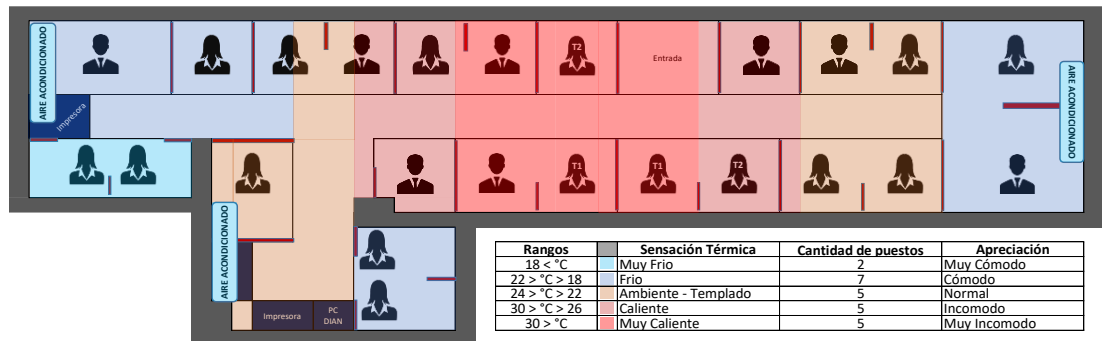 AIRE ACONDICIONADO
T2
Entrada
AIRE ACONDICIONADO
Impresora
T1
T1
T2
AIRE ACONDICIONADO
Impresora
PC
DIAN
Rangos Sensación Térmica Cantidad de puestos Apreciación
18 < °C Muy Frio 2 Muy Cómodo
22 > °C > 18 Frio 7 Cómodo
24 > °C > 22 Ambiente - Templado 5 Normal
30 > °C > 26 Caliente 5 Incomodo
30 > °C Muy Caliente 5 Muy Incomodo